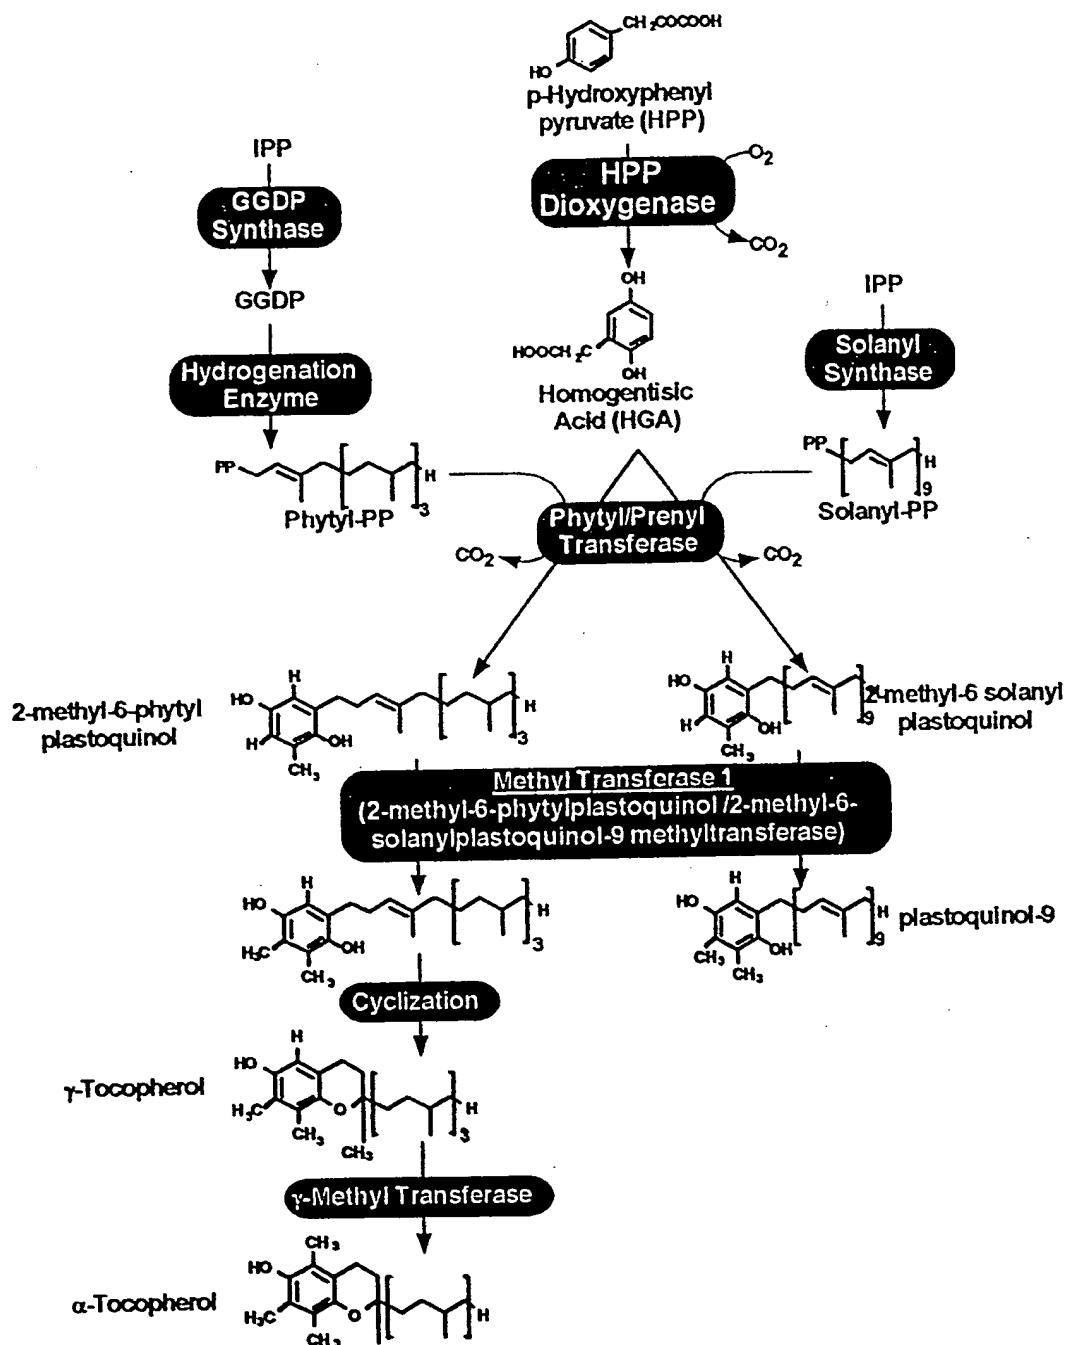 CH₂COCOOH
HO
p-Hydroxyphenyl
pyruvate (HPP)
IPP
GGDP
Synthase
GGDP
Hydrogenation
Enzyme
HPP
Dioxygenase
O₂
CO₂
OH
HOOCH₂C
OH
Homogentisic
Acid (HGA)
IPP
Solanyl
Synthase
PP
H
3
Phytyl-PP
PP
H
9
Solanyl-PP
Phytyl/Prenyl
Transferase
CO₂
CO₂
2-methyl-6-phytyl
plastoquinol
H
HO
H
OH
CH₃
H
3
H
HO
H
OH
CH₃
9
2-methyl-6 solanyl
plastoquinol
Methyl Transferase 1
(2-methyl-6-phytylplastoquinol /2-methyl-6-
solanylplastoquinol-9 methyltransferase)
H
HO
H₃C
OH
CH₃
H
3
H
HO
OH
CH₃
CH₃
H
9
plastoquinol-9
Cyclization
γ-Tocopherol
H
HO
H₃C
O
CH₃
CH₃
H
3
γ-Methyl Transferase
α-Tocopherol
CH₃
HO
H₃C
O
CH₃
H